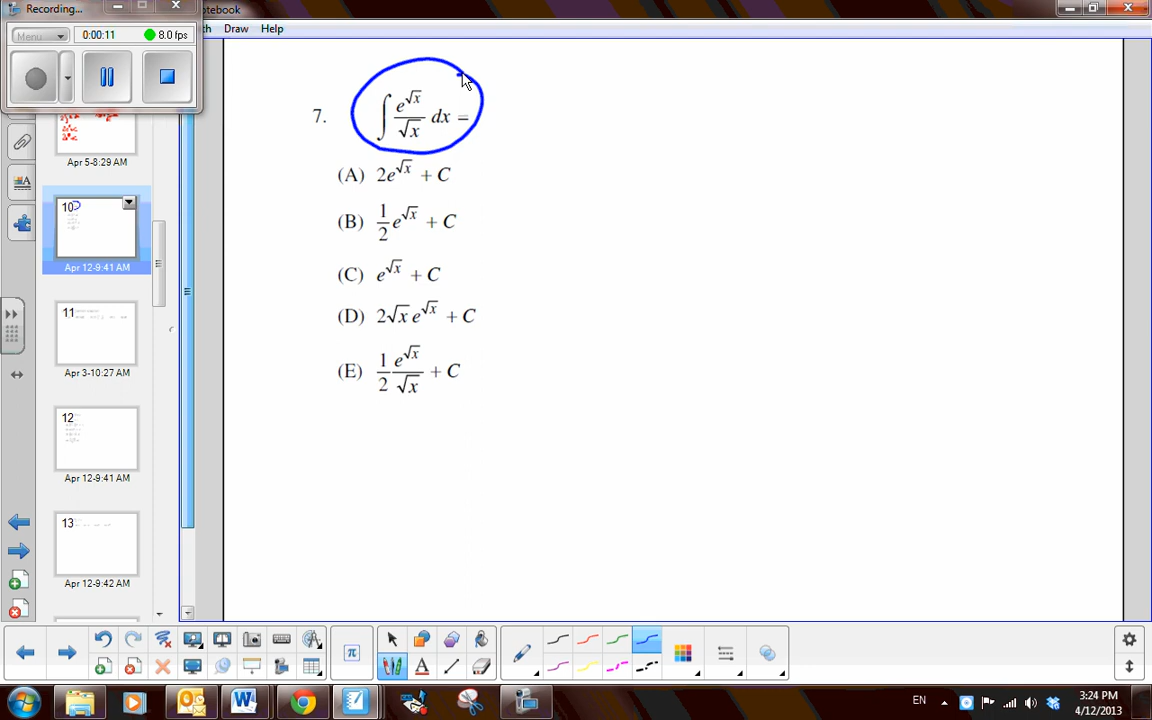 Recording...
otebook
Menu
0:00:11
8.0 fps
th Draw Help
Apr 5-8:29 AM
10
Apr 12-9:41 AM
11
Apr 3-10:27 AM
12
Apr 12-9:41 AM
13
Apr 12-9:42 AM
7. ∫ e^√x / √x dx =
(A) 2e^√x + C
(B) 1/2 e^√x + C
(C) e^√x + C
(D) 2√x e^√x + C
(E) 1/2 e^√x / √x + C
π
A
EN
3:24 PM
4/12/2013